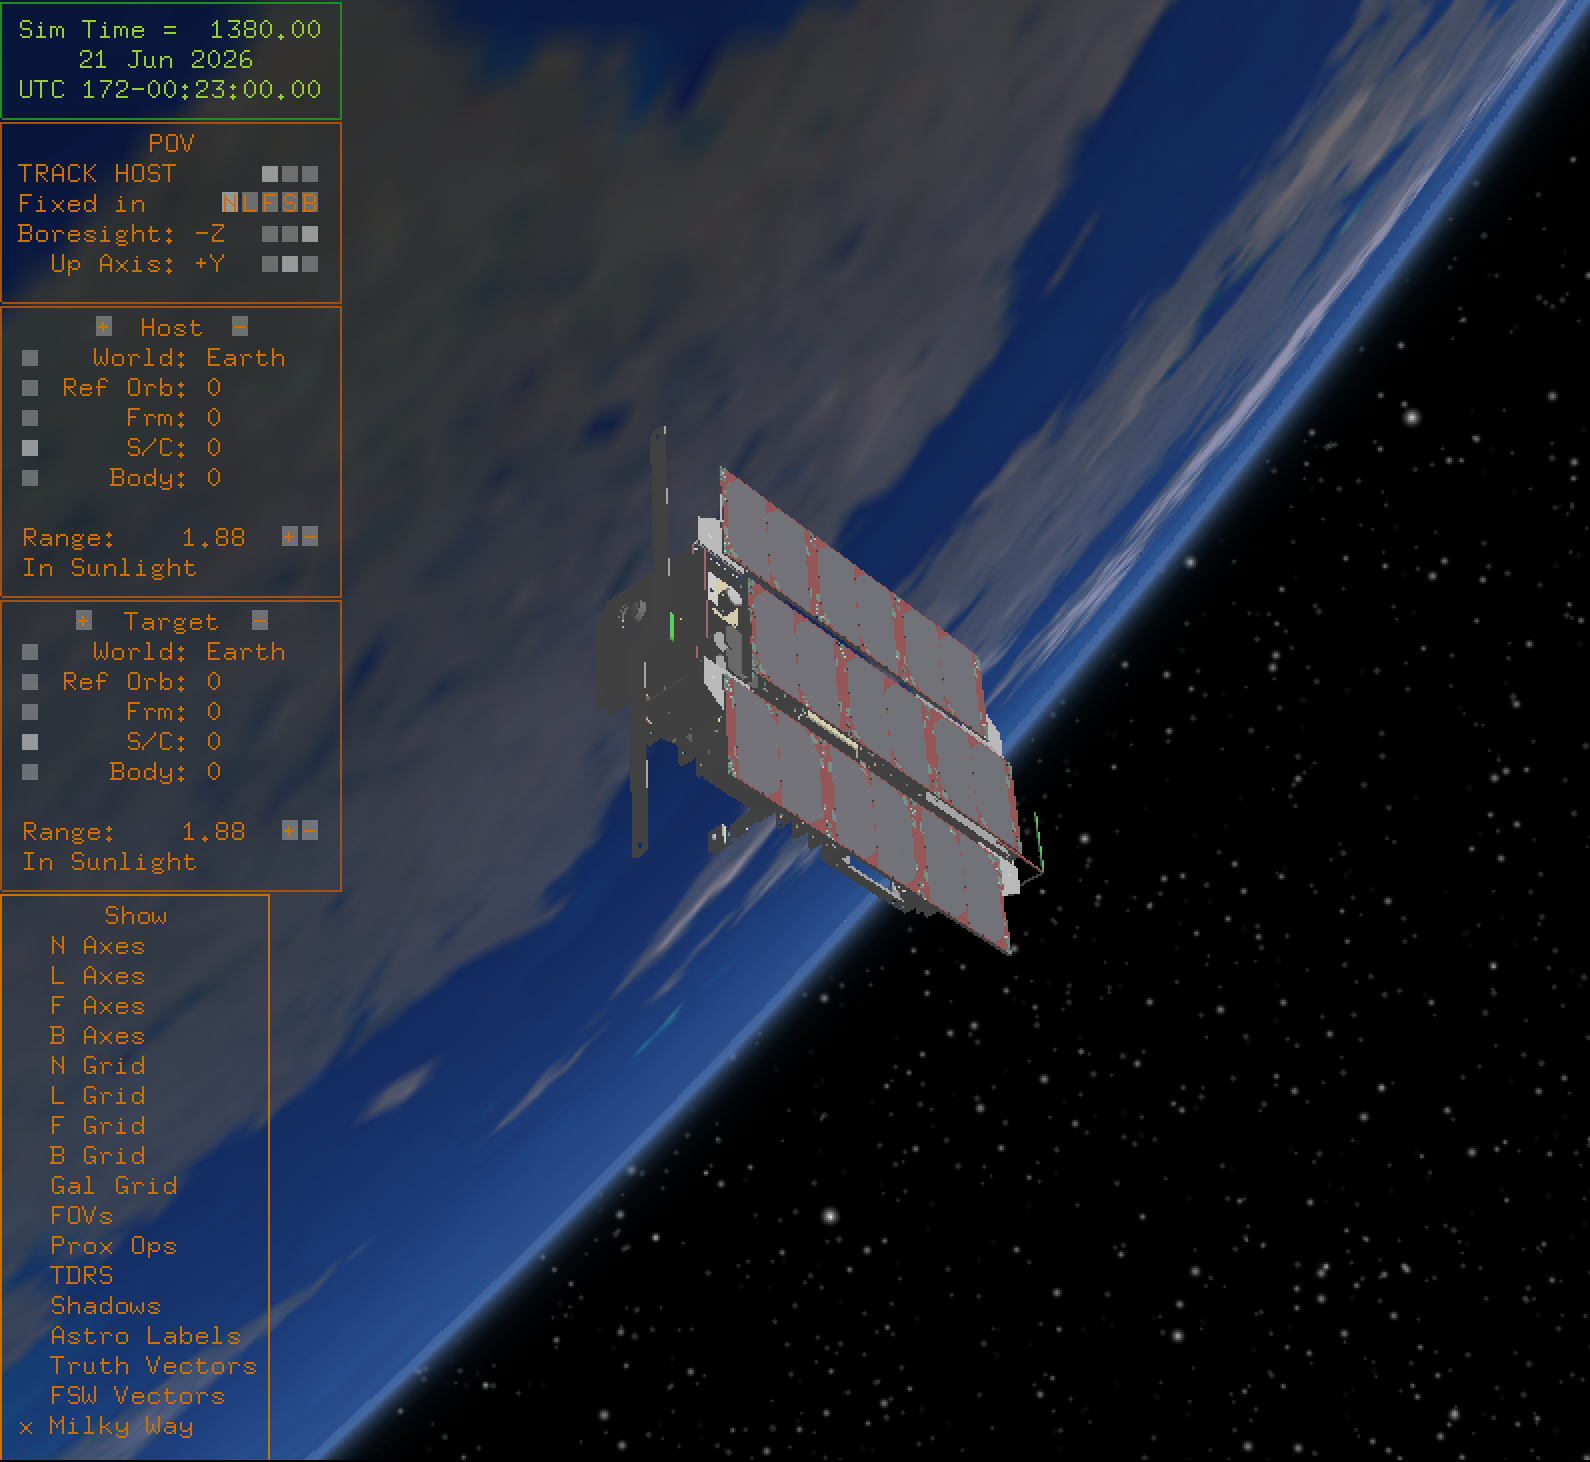 Sim Time =  1380.00
21 Jun 2026
UTC 172-00:23:00.00
POV
TRACK HOST
Fixed in NLFSB
Boresight: -Z
Up Axis: +Y
+ Host -
World: Earth
Ref Orb: 0
Frm: 0
S/C: 0
Body: 0
Range: 1.88 +-
In Sunlight
+ Target -
World: Earth
Ref Orb: 0
Frm: 0
S/C: 0
Body: 0
Range: 1.88 +-
In Sunlight
Show
N Axes
L Axes
F Axes
B Axes
N Grid
L Grid
F Grid
B Grid
Gal Grid
FOVs
Prox Ops
TDRS
Shadows
Astro Labels
Truth Vectors
FSW Vectors
x Milky Way